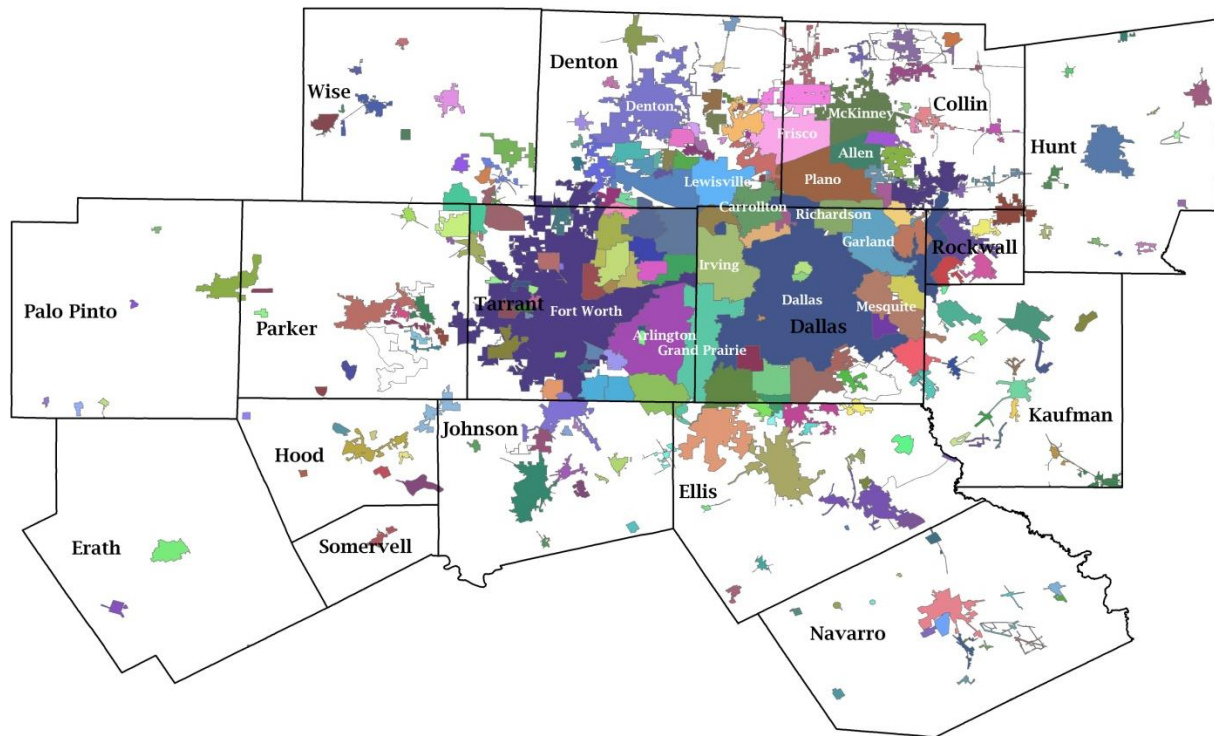 Denton
Wise
Denton
McKinney
Collin
Frisco
Hunt
Allen
Plano
Lewisville
Carrollton
Richardson
Garland
Rockwall
Irving
Palo Pinto
Parker
Tarrant
Fort Worth
Dallas
Mesquite
Dallas
Arlington
Grand Prairie
Kaufman
Johnson
Hood
Ellis
Erath
Somervell
Navarro